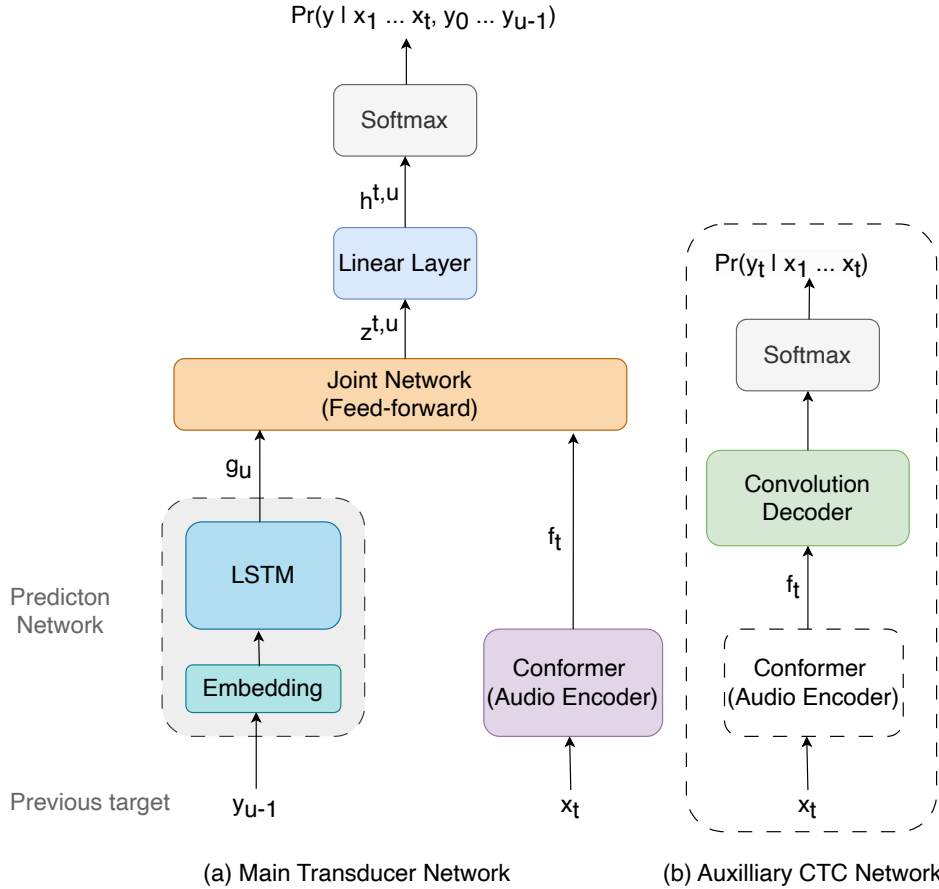 Pr(y | x1 ... xt, y0 ... yu-1)
Softmax
h^t,u
Linear Layer
z^t,u
Joint Network
(Feed-forward)
gu
ft
LSTM
Predicton
Network
Embedding
Conformer
(Audio Encoder)
Previous target
yu-1
xt
(a) Main Transducer Network
Pr(yt | x1 ... xt)
Softmax
Convolution
Decoder
ft
Conformer
(Audio Encoder)
xt
(b) Auxilliary CTC Network